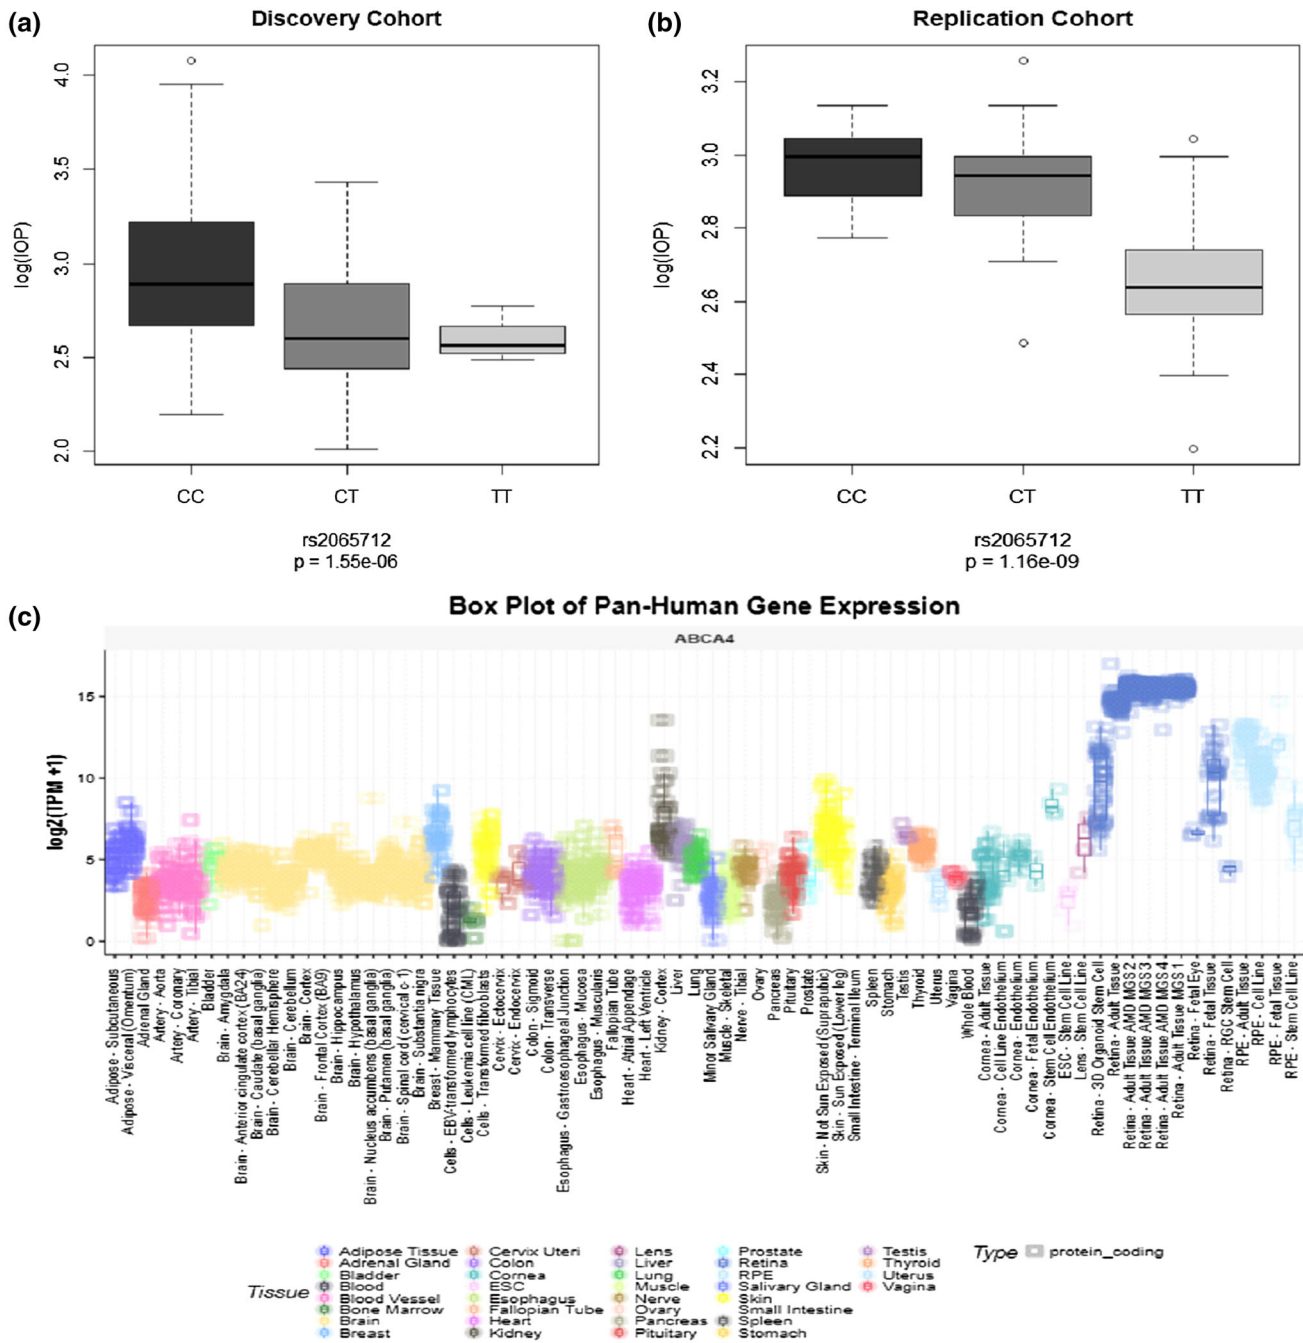 (a)
Discovery Cohort
log(IOP)
4.0
3.5
3.0
2.5
2.0
CC
CT
TT
rs2065712
p = 1.55e-06
(b)
Replication Cohort
log(IOP)
3.2
3.0
2.8
2.6
2.4
2.2
CC
CT
TT
rs2065712
p = 1.16e-09
(c)
Box Plot of Pan-Human Gene Expression
ABCA4
log2(TPM +1)
15
10
5
0
Adipose - Subcutaneous
Adipose - Visceral (Omentum)
Adrenal Gland
Artery - Aorta
Artery - Coronary
Artery - Tibial
Bladder
Brain - Amygdala
Brain - Anterior cingulate cortex (BA24)
Brain - Caudate (basal ganglia)
Brain - Cerebellar Hemisphere
Brain - Cerebellum
Brain - Cortex
Brain - Frontal Cortex (BA9)
Brain - Hippocampus
Brain - Hypothalamus
Brain - Nucleus accumbens (basal ganglia)
Brain - Putamen (basal ganglia)
Brain - Spinal cord (cervical c-1)
Brain - Substantia nigra
Breast - Mammary Tissue
Cells - EBV-transformed lymphocytes
Cells - Leukemia cell line (CML)
Cells - Transformed fibroblasts
Cervix - Ectocervix
Cervix - Endocervix
Colon - Sigmoid
Colon - Transverse
Esophagus - Gastroesophageal Junction
Esophagus - Mucosa
Esophagus - Muscularis
Fallopian Tube
Heart - Atrial Appendage
Heart - Left Ventricle
Kidney - Cortex
Liver
Lung
Minor Salivary Gland
Muscle - Skeletal
Nerve - Tibial
Ovary
Pancreas
Pituitary
Prostate
Skin - Not Sun Exposed (Suprapubic)
Skin - Sun Exposed (Lower leg)
Small Intestine - Terminal Ileum
Spleen
Stomach
Testis
Thyroid
Uterus
Vagina
Whole Blood
Cornea - Adult Tissue
Cornea - Cell Line Endothelium
Cornea - Endothelium
Cornea - Fetal Endothelium
Cornea - Stem Cell Endothelium
ESC - Stem Cell Line
Lens - Stem Cell Line
Retina - 3D Organoid Stem Cell
Retina - Adult Tissue
Retina - Adult Tissue AMD MGS2
Retina - Adult Tissue AMD MGS3
Retina - Adult Tissue AMD MGS 4
Retina - Adult Tissue MGS 1
Retina - Fetal Eye
Retina - Fetal Tissue
Retina - RGC Stem Cell
RPE - Adult Tissue
RPE - Cell Line
RPE - Fetal Tissue
RPE - Stem Cell Line
Tissue
Adipose Tissue
Adrenal Gland
Bladder
Blood
Blood Vessel
Bone Marrow
Brain
Breast
Cervix Uteri
Colon
Cornea
ESC
Esophagus
Fallopian Tube
Heart
Kidney
Lens
Liver
Lung
Muscle
Nerve
Ovary
Pancreas
Pituitary
Prostate
Retina
RPE
Salivary Gland
Skin
Small Intestine
Spleen
Stomach
Testis
Thyroid
Uterus
Vagina
Type
protein_coding